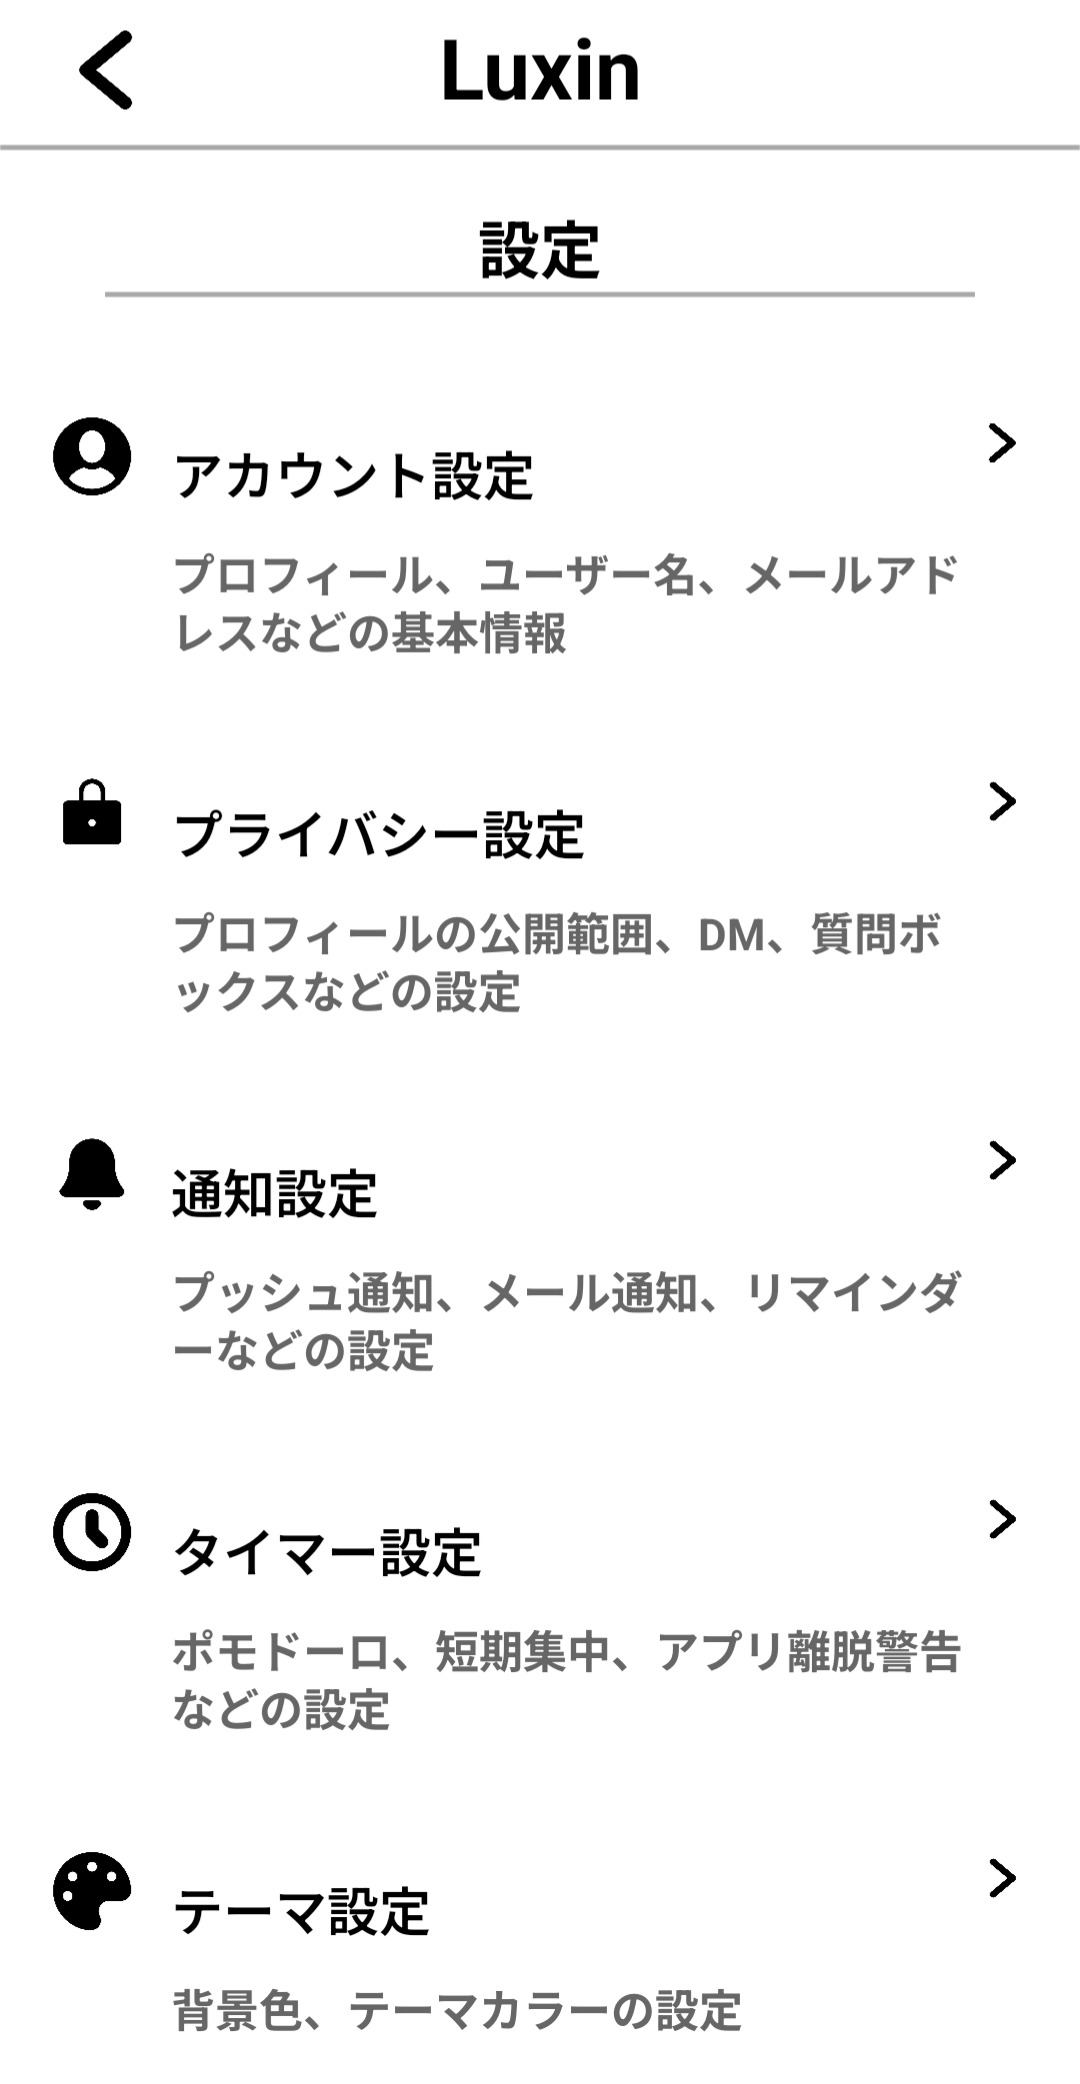 Luxin
設定
アカウント設定
プロフィール、ユーザー名、メールアド
レスなどの基本情報
プライバシー設定
プロフィールの公開範囲、DM、質問ボ
ックスなどの設定
通知設定
プッシュ通知、メール通知、リマインダ
ーなどの設定
タイマー設定
ポモドーロ、短期集中、アプリ離脱警告
などの設定
テーマ設定
背景色、テーマカラーの設定